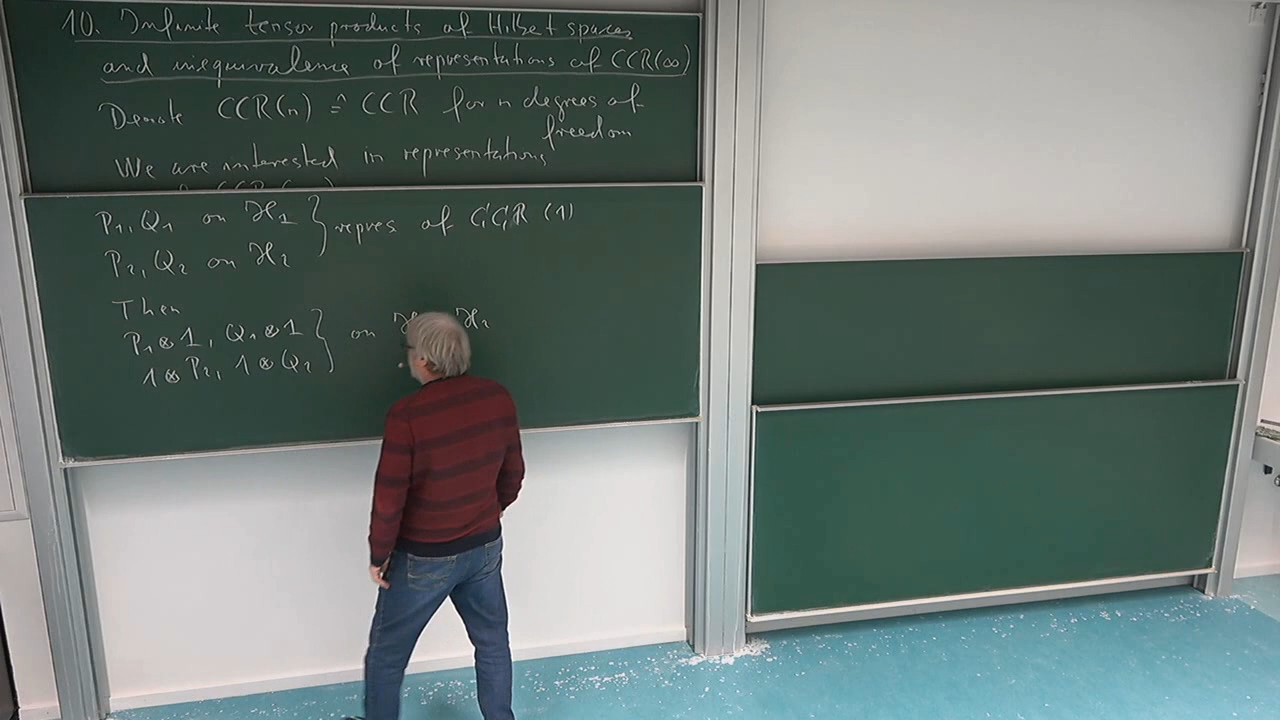 10. Infinite tensor products of Hilbert spaces
and inequivalence of representations of CCR(∞)
Denote CCR(n) ≙ CCR for n degrees of
freedom
We are interested in representations
P₁, Q₁ on ℋ₁ } repres of CCR (1)
P₂, Q₂ on ℋ₂
Then
P₁⊗1, Q₁⊗1 } on ℋ₂
1⊗P₂, 1⊗Q₂